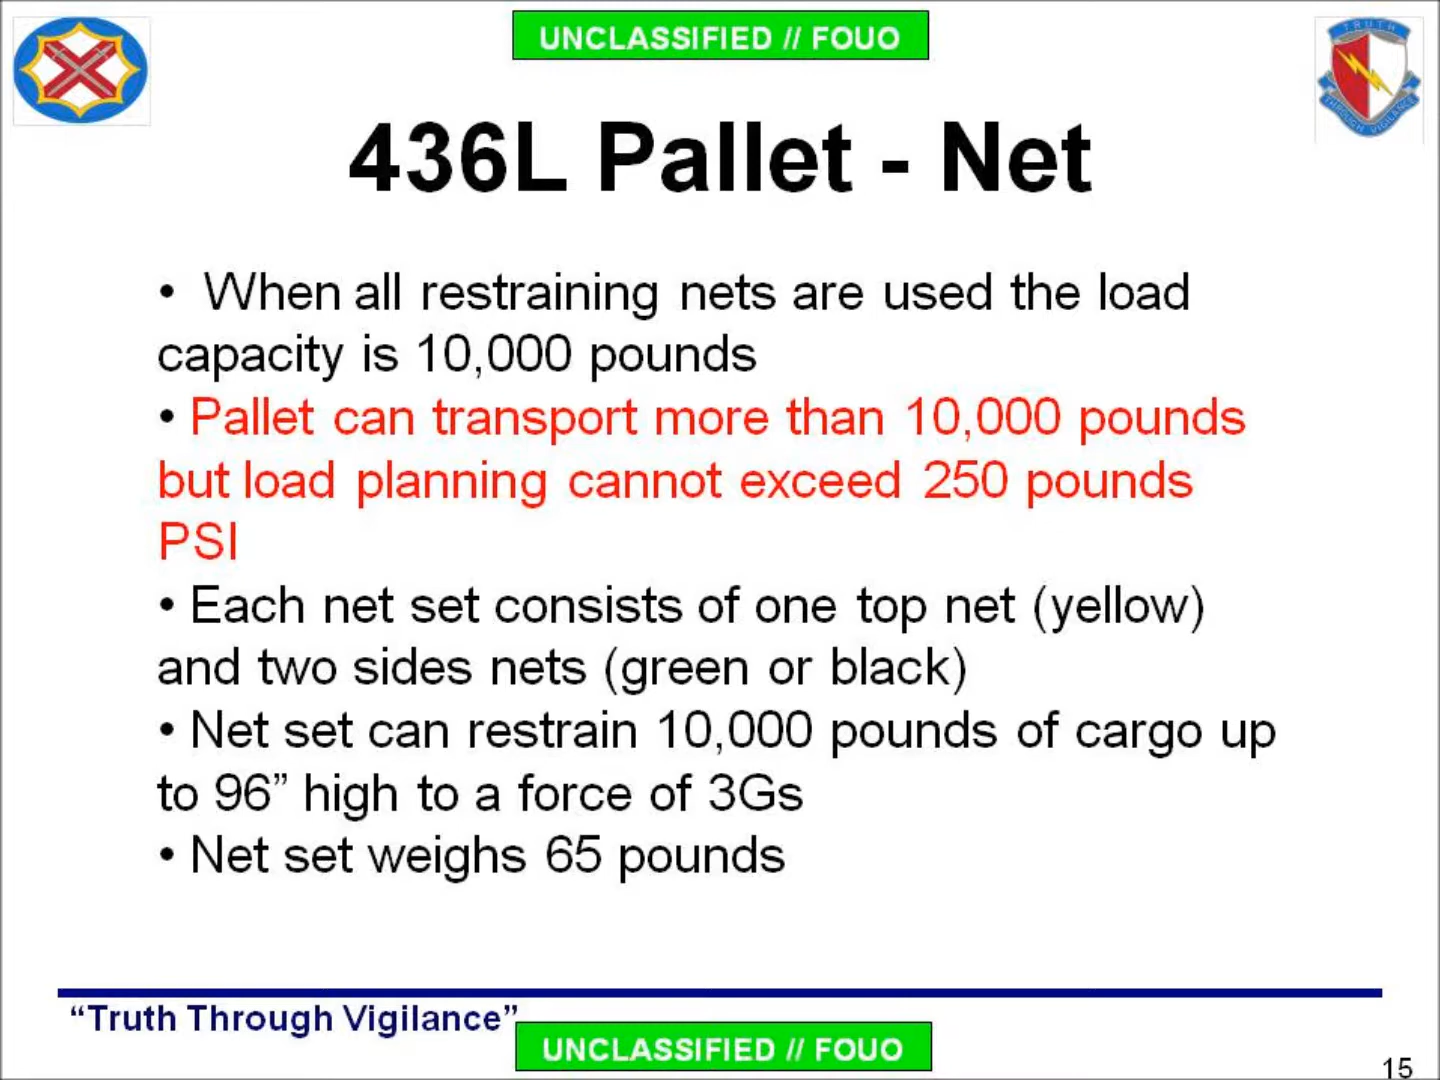 UNCLASSIFIED // FOUO
TRUTH
THROUGH VIGILANCE
436L Pallet - Net
• When all restraining nets are used the load
capacity is 10,000 pounds
• Pallet can transport more than 10,000 pounds
but load planning cannot exceed 250 pounds
PSI
• Each net set consists of one top net (yellow)
and two sides nets (green or black)
• Net set can restrain 10,000 pounds of cargo up
to 96” high to a force of 3Gs
• Net set weighs 65 pounds
“Truth Through Vigilance”
UNCLASSIFIED // FOUO
15